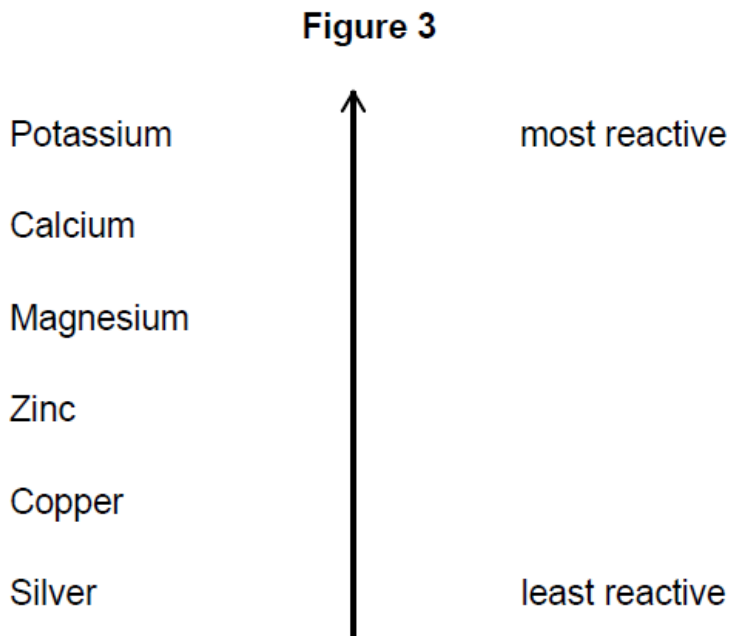 Figure 3
Potassium most reactive
Calcium
Magnesium
Zinc
Copper
Silver least reactive